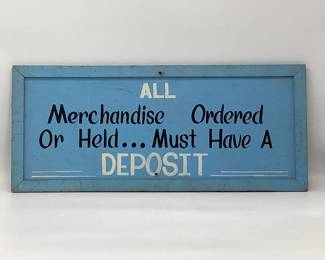 ALL
Merchandise Ordered
Or Held... Must Have A
DEPOSIT